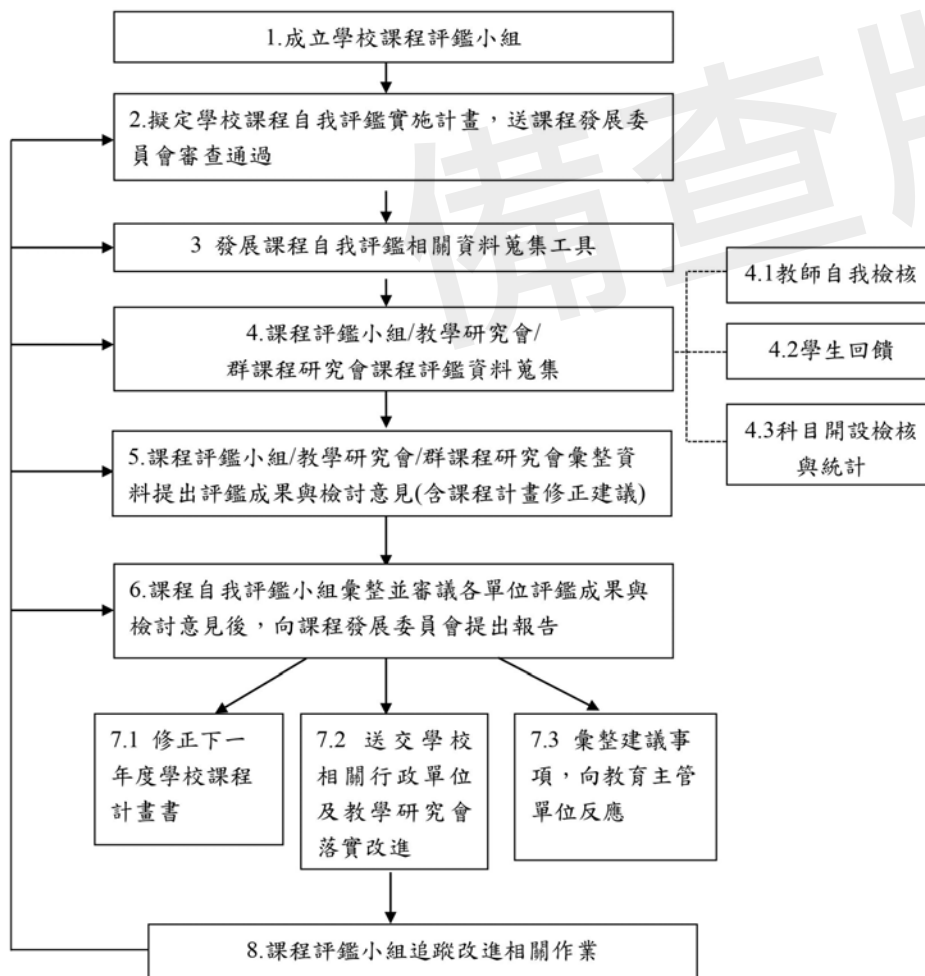 1.成立學校課程評鑑小組
2.擬定學校課程自我評鑑實施計畫，送課程發展委
員會審查通過
3 發展課程自我評鑑相關資料蒐集工具
4.課程評鑑小組/教學研究會/
群課程研究會課程評鑑資料蒐集
4.1教師自我檢核
4.2學生回饋
4.3科目開設檢核
與統計
5.課程評鑑小組/教學研究會/群課程研究會彙整資
料提出評鑑成果與檢討意見(含課程計畫修正建議)
6.課程自我評鑑小組彙整並審議各單位評鑑成果與
檢討意見後，向課程發展委員會提出報告
7.1 修正下一
年度學校課程
計畫書
7.2 送交學校
相關行政單位
及教學研究會
落實改進
7.3 彙整建議事
項，向教育主管
單位反應
8.課程評鑑小組追蹤改進相關作業
備查版